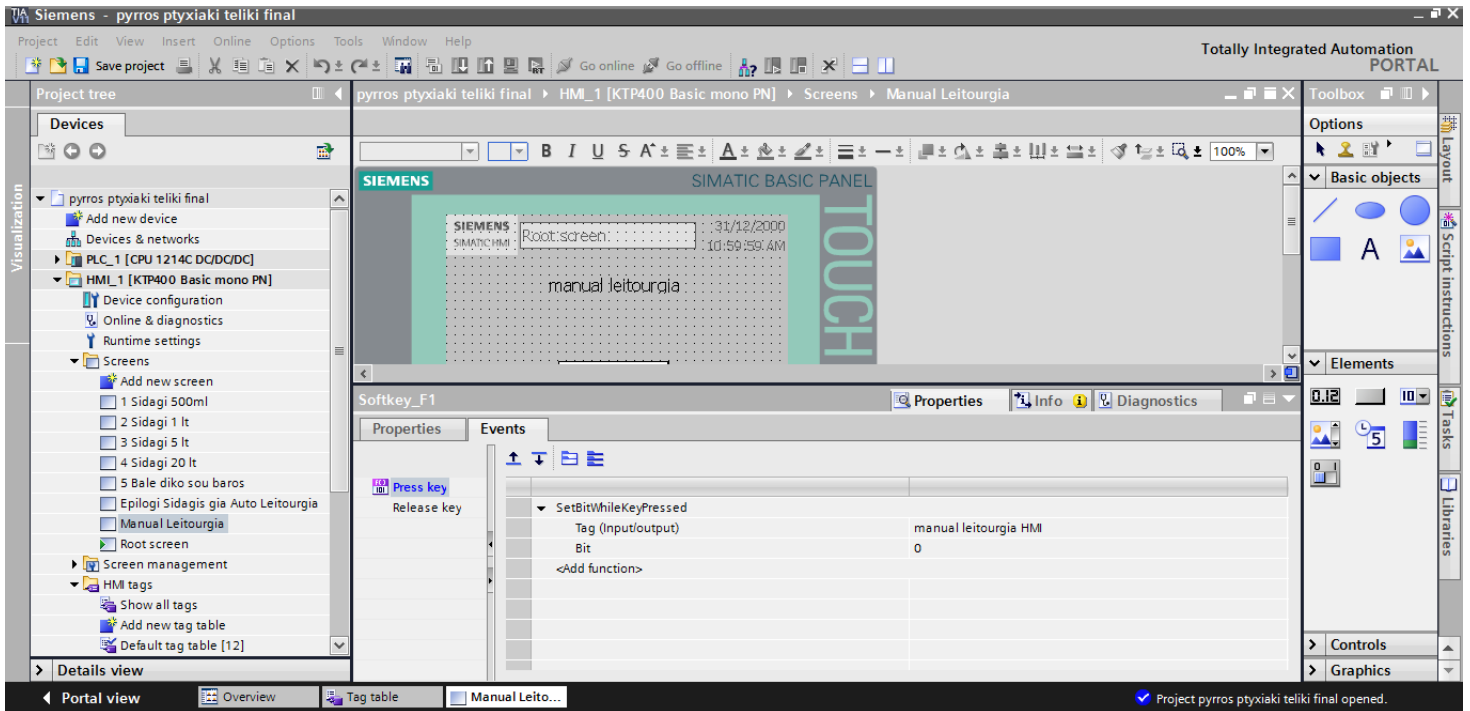 Siemens - pyrros ptyxiaki teliki final
Project Edit View Insert Online Options Tools Window Help
Save project Go online Go offline
Totally Integrated Automation
PORTAL
Project tree
pyrros ptyxiaki teliki final HMI_1 [KTP400 Basic mono PN] Screens Manual Leitourgia
Toolbox
Devices
Options
B I U S A A 100%
Layout
Visualization
pyrros ptyxiaki teliki final
Add new device
Devices & networks
PLC_1 [CPU 1214C DC/DC/DC]
HMI_1 [KTP400 Basic mono PN]
Device configuration
Online & diagnostics
Runtime settings
Screens
Add new screen
1 Sidagi 500ml
2 Sidagi 1 lt
3 Sidagi 5 lt
4 Sidagi 20 lt
5 Bale diko sou baros
Epilogi Sidagis gia Auto Leitourgia
Manual Leitourgia
Root screen
Screen management
HMI tags
Show all tags
Add new tag table
Default tag table [12]
Details view
SIEMENS
SIMATIC BASIC PANEL
TOUCH
SIEMENS
SIMATIC HMI
Root screen
31/12/2000
10:59:59 AM
manual leitourgia
Softkey_F1
Properties Info Diagnostics
Properties Events
Press key
Release key
SetBitWhileKeyPressed
Tag (Input/output) manual leitourgia HMI
Bit 0
<Add function>
Basic objects
A
Elements
0.12
10
5
0 1
Controls
Graphics
Script instructions
Tasks
Libraries
Portal view
Overview
Tag table
Manual Leito...
Project pyrros ptyxiaki teliki final opened.